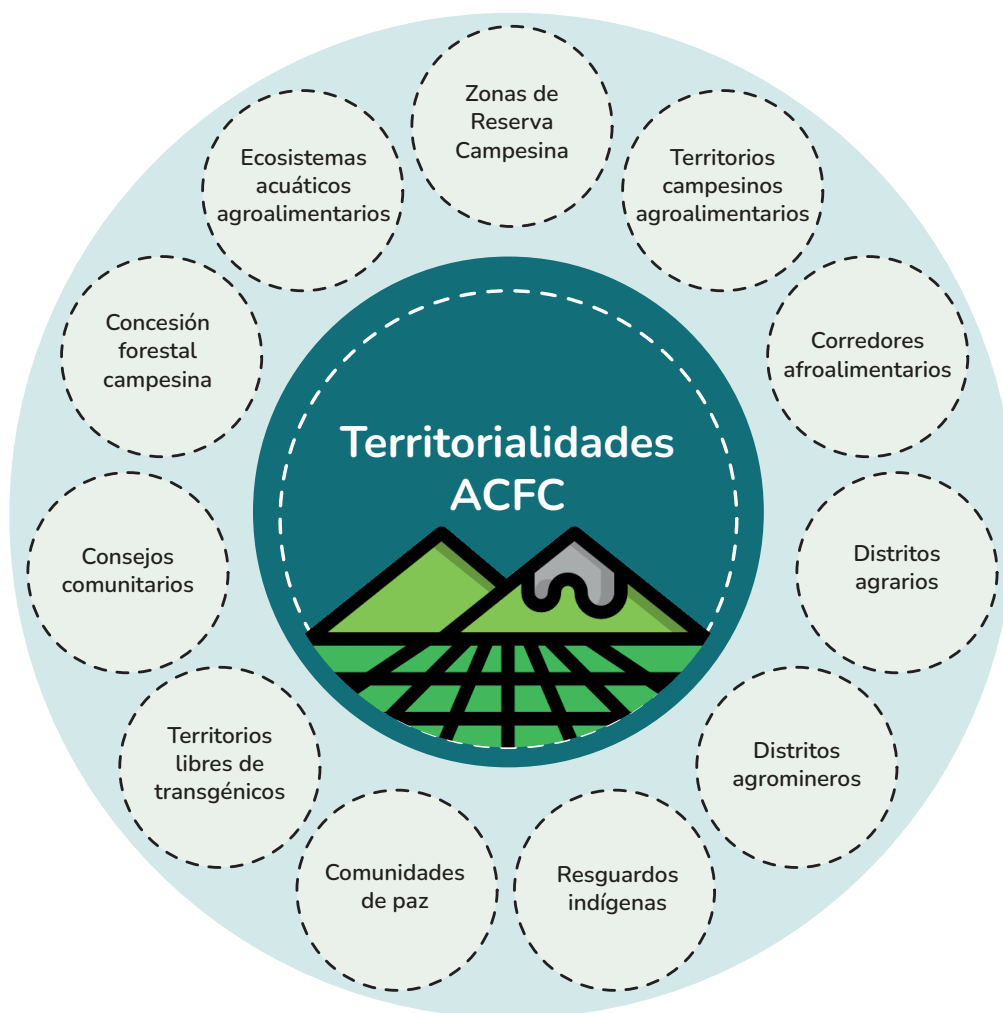 Zonas de
Reserva
Campesina
Territorios
campesinos
agroalimentarios
Corredores
afroalimentarios
Distritos
agrarios
Distritos
agromineros
Resguardos
indígenas
Comunidades
de paz
Territorios
libres de
transgénicos
Consejos
comunitarios
Concesión
forestal
campesina
Ecosistemas
acuáticos
agroalimentarios
Territorialidades
ACFC